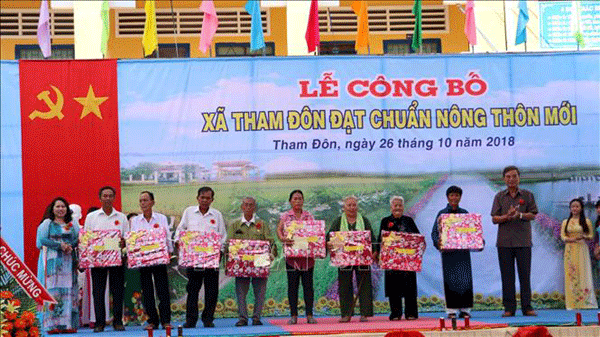 LỄ CÔNG BỐ
XÃ THAM ĐÔN ĐẠT CHUẨN NÔNG THÔN MỚI
Tham Đôn, ngày 26 tháng 10 năm 2018
CHÚC MỪNG